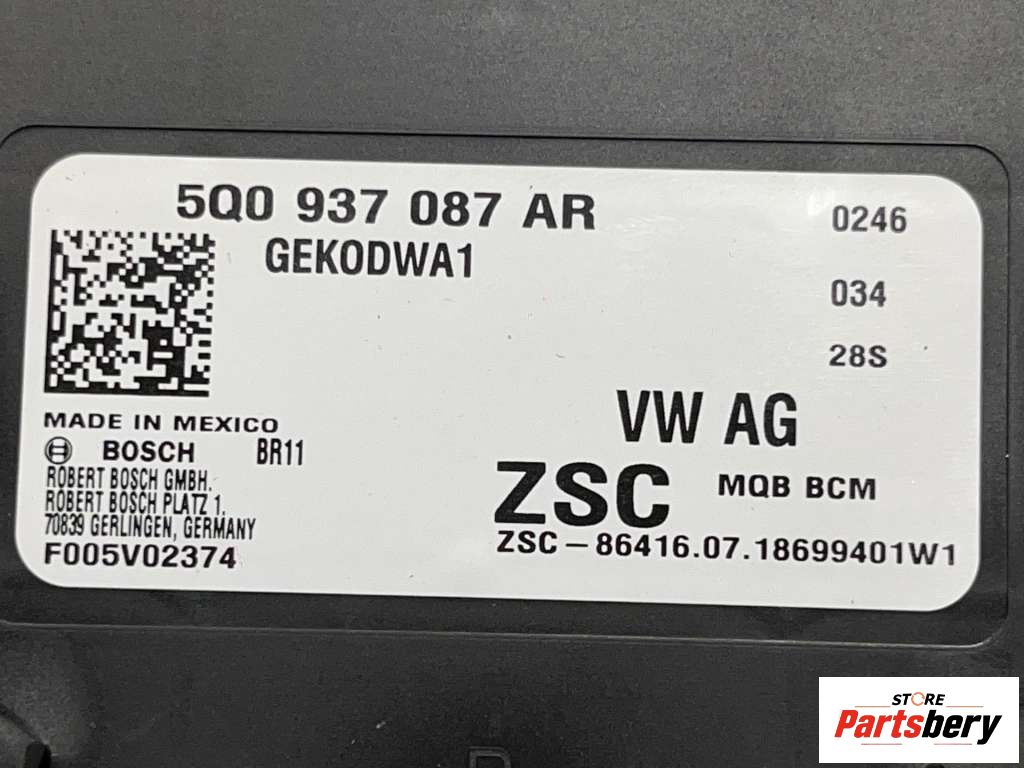 5Q0 937 087 AR
0246
GEKODWA1
034
28S
MADE IN MEXICO
BOSCH BR11
ROBERT BOSCH GMBH.
ROBERT BOSCH PLATZ 1.
70839 GERLINGEN, GERMANY
F005V02374
VW AG
ZSC MQB BCM
ZSC – 86416.07.18699401W1
STORE
Partsbery